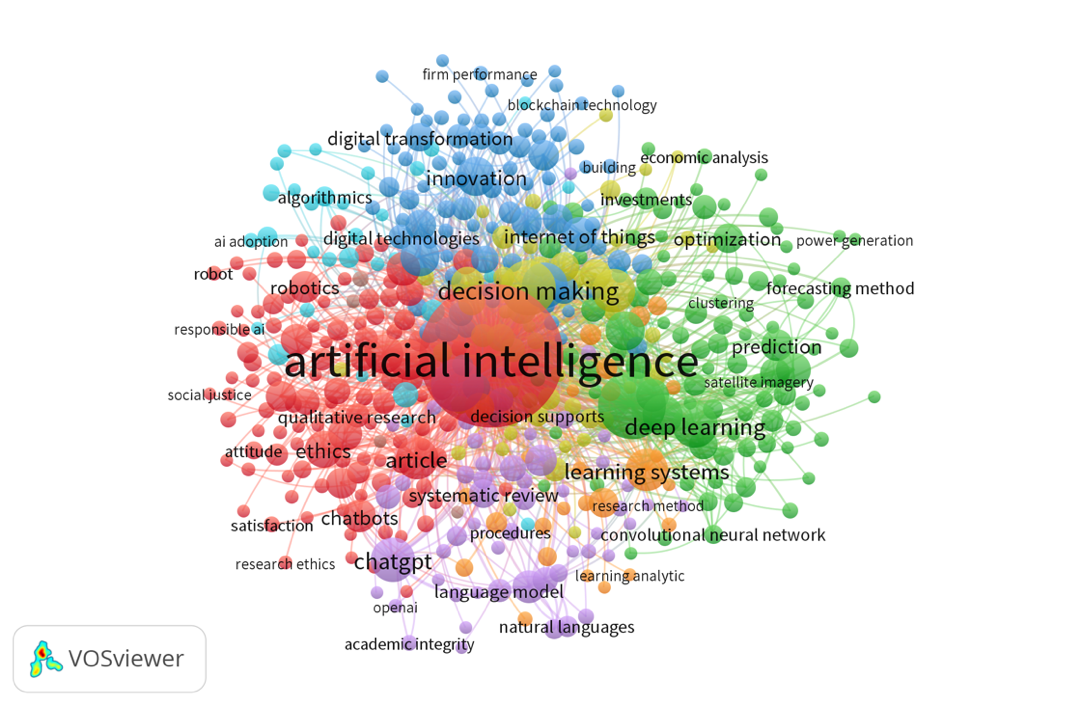 firm performance
blockchain technology
digital transformation
building
economic analysis
innovation
algorithmics
investments
ai adoption
digital technologies
internet of things
optimization
power generation
robot
robotics
decision making
forecasting method
clustering
responsible ai
prediction
artificial intelligence
satellite imagery
social justice
qualitative research
decision supports
deep learning
attitude
ethics
article
learning systems
systematic review
research method
satisfaction
chatbots
procedures
convolutional neural network
research ethics
chatgpt
learning analytic
language model
openai
natural languages
academic integrity
VOSviewer